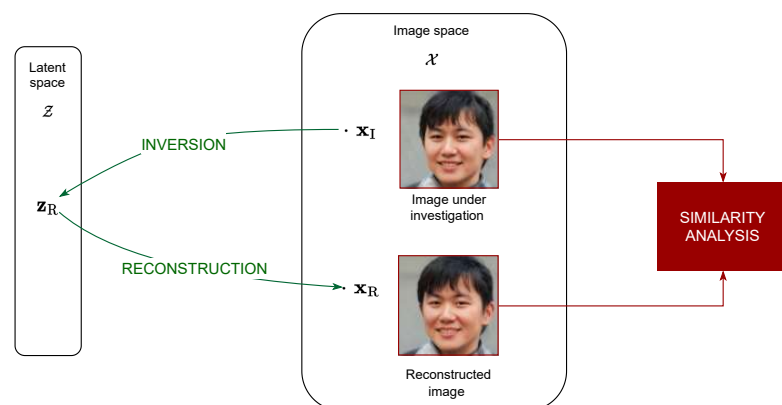 Image space
𝒳
Latent
space
𝒵
INVERSION
· x_I
z_R
Image under
investigation
SIMILARITY
ANALYSIS
RECONSTRUCTION
· x_R
Reconstructed
image